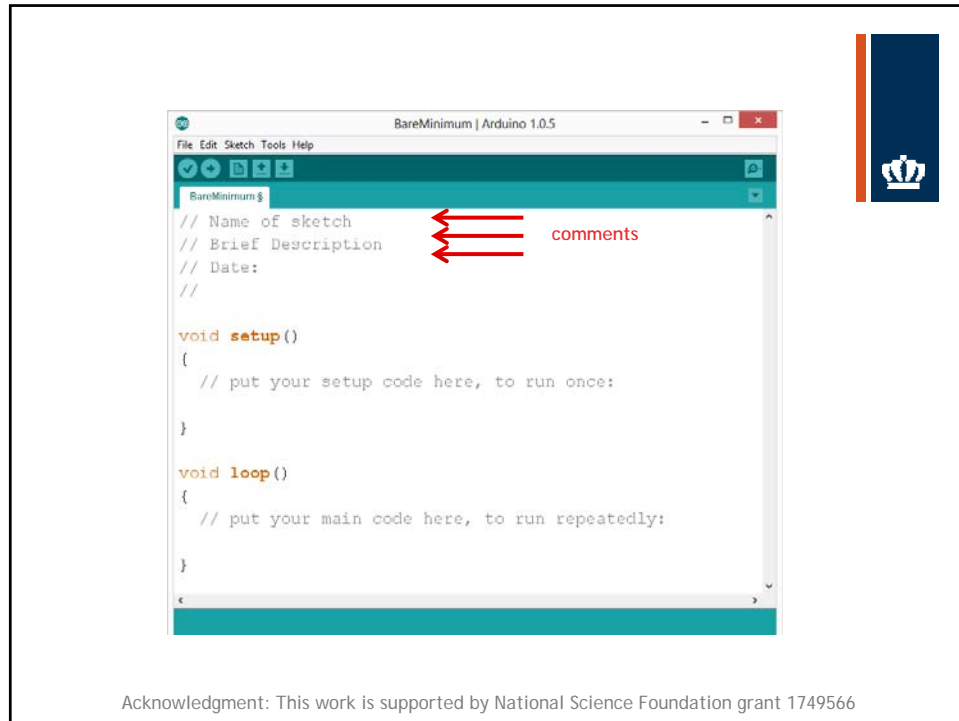 BareMinimum | Arduino 1.0.5
File Edit Sketch Tools Help
BareMinimum §
// Name of sketch
// Brief Description
// Date:
//
comments
void setup()
{
  // put your setup code here, to run once:
}
void loop()
{
  // put your main code here, to run repeatedly:
}
Acknowledgment: This work is supported by National Science Foundation grant 1749566